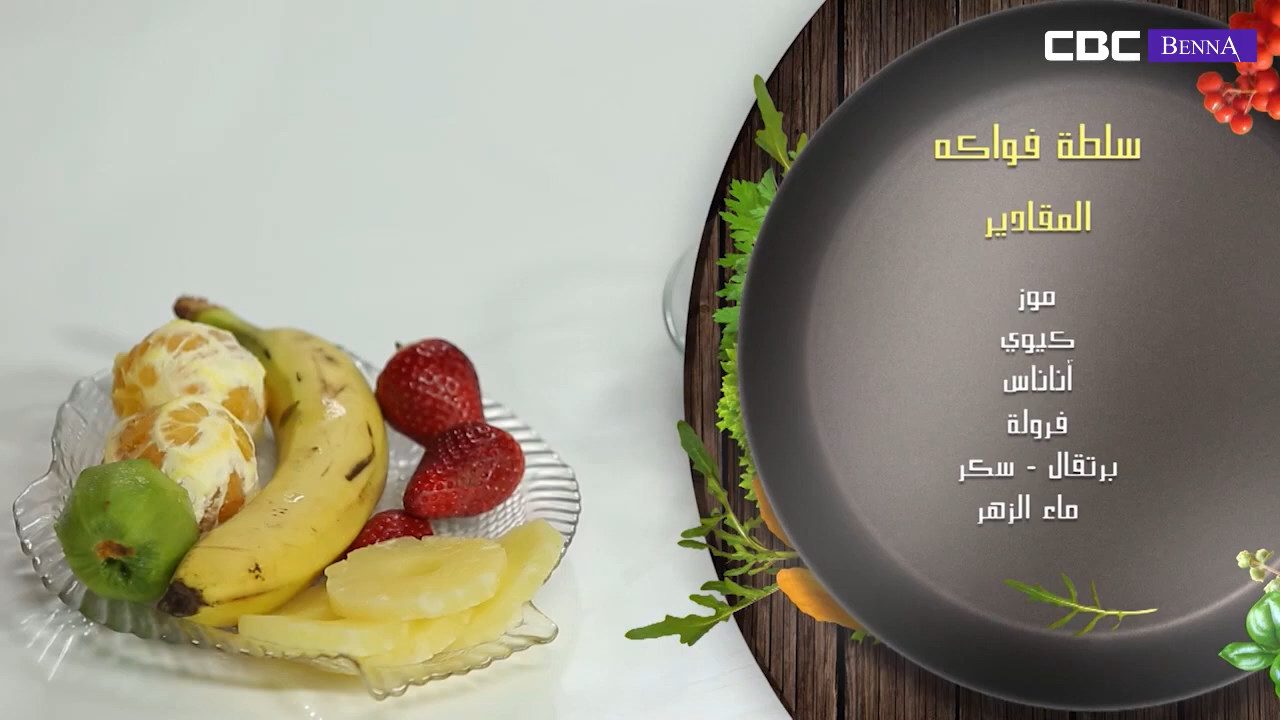 CBC BENNA
سلطة فواكه
المقادير
موز
كيوي
أناناس
فرولة
برتقال - سكر
ماء الزهر